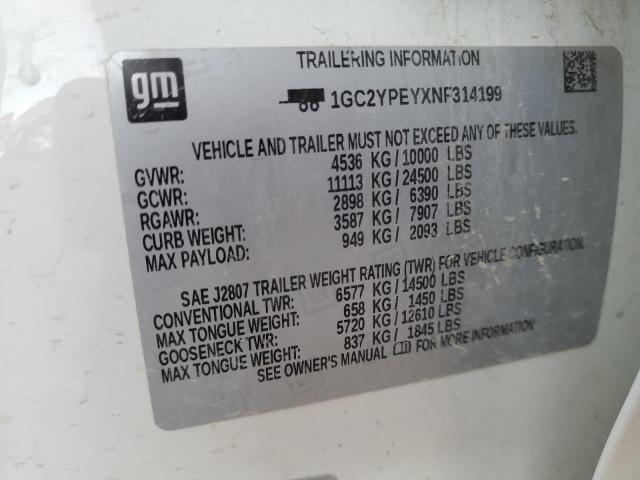 gm
TRAILERING INFORMATION
1GC2YPEYXNF314199
VEHICLE AND TRAILER MUST NOT EXCEED ANY OF THESE VALUES.
GVWR: 4536 KG/10000 LBS
GCWR: 11113 KG/24500 LBS
RGAWR: 2898 KG/ 6390 LBS
CURB WEIGHT: 3587 KG/ 7907 LBS
MAX PAYLOAD: 949 KG/ 2093 LBS
SAE J2807 TRAILER WEIGHT RATING (TWR) FOR VEHICLE CONFIGURATION.
CONVENTIONAL TWR: 6577 KG/14500 LBS
MAX TONGUE WEIGHT: 658 KG/ 1450 LBS
GOOSENECK TWR: 5720 KG/12610 LBS
MAX TONGUE WEIGHT: 837 KG/ 1845 LBS
SEE OWNER'S MANUAL FOR MORE INFORMATION